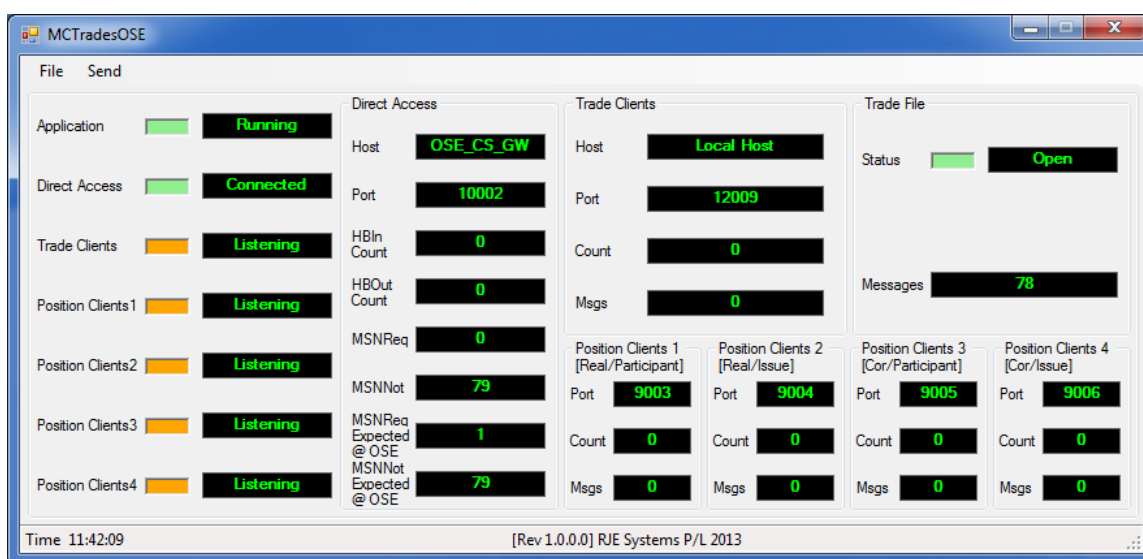 MCTradesOSE
File Send
Application Running
Direct Access Connected
Trade Clients Listening
Position Clients1 Listening
Position Clients2 Listening
Position Clients3 Listening
Position Clients4 Listening
Direct Access
Host OSE_CS_GW
Port 10002
HBIn
Count 0
HBOut
Count 0
MSNReq 0
MSNNot 79
MSNReq
Expected
@ OSE 1
MSNNot
Expected
@ OSE 79
Trade Clients
Host Local Host
Port 12009
Count 0
Msgs 0
Trade File
Status Open
Messages 78
Position Clients 1
[Real/Participant]
Port 9003
Count 0
Msgs 0
Position Clients 2
[Real/Issue]
Port 9004
Count 0
Msgs 0
Position Clients 3
[Cor/Participant]
Port 9005
Count 0
Msgs 0
Position Clients 4
[Cor/Issue]
Port 9006
Count 0
Msgs 0
Time 11:42:09 [Rev 1.0.0.0] RJE Systems P/L 2013